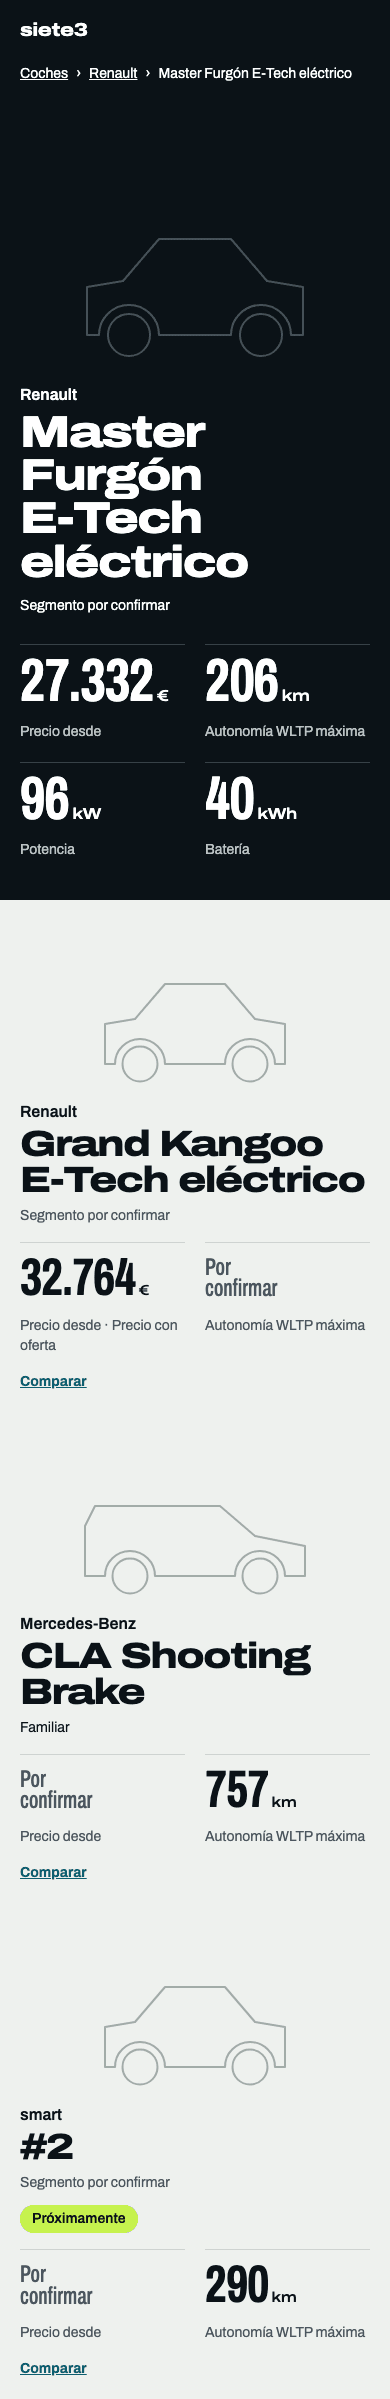 siete3
Coches › Renault › Master Furgón E-Tech eléctrico
Renault
Master
Furgón
E-Tech
eléctrico
Segmento por confirmar
27.332 € 206 km
Precio desde Autonomía WLTP máxima
96 kW 40 kWh
Potencia Batería
Renault
Grand Kangoo
E-Tech eléctrico
Segmento por confirmar
32.764 € Por
confirmar
Precio desde · Precio con Autonomía WLTP máxima
oferta
Comparar
Mercedes-Benz
CLA Shooting
Brake
Familiar
Por
confirmar 757 km
Precio desde Autonomía WLTP máxima
Comparar
smart
#2
Segmento por confirmar
Próximamente
Por
confirmar 290 km
Precio desde Autonomía WLTP máxima
Comparar